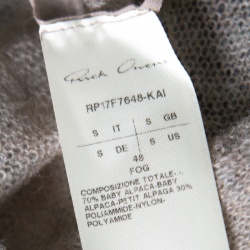 Rick Owens
RP17F7648-KAI
S IT S GB
S DE S US
48
FOG
COMPOSIZIONE TOTALE-
70% BABY ALPACA-BABY
ALPACA-PETIT ALPAGA 30%
POLIAMMIDE-NYLON-
POLYAMIDE